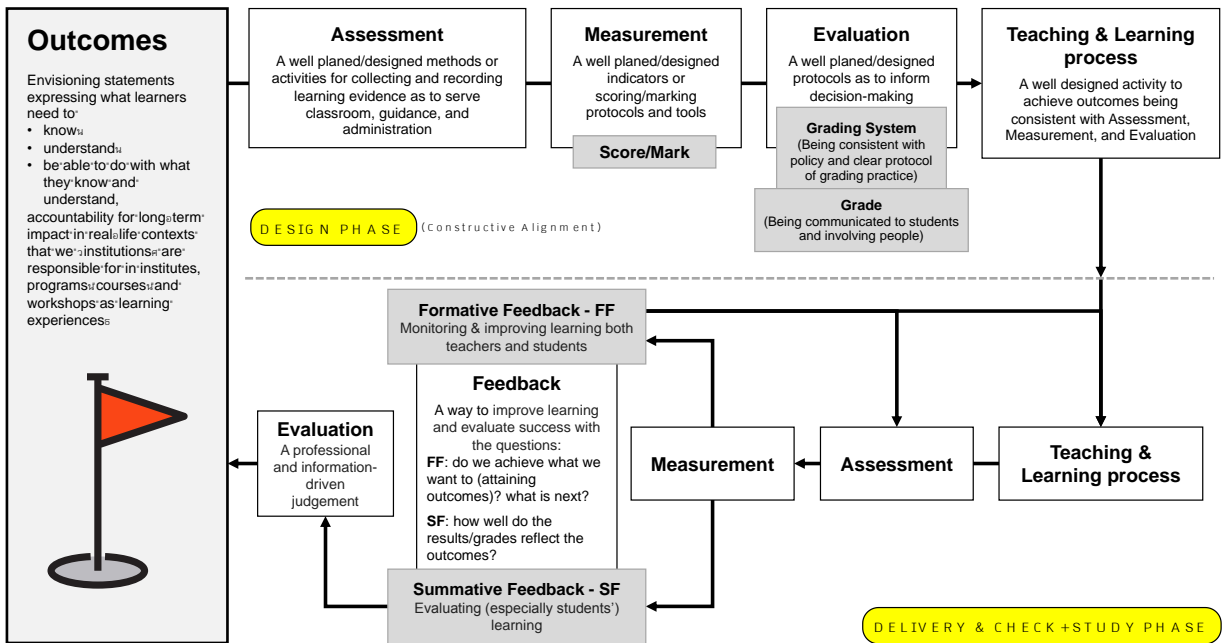 Outcomes
Envisioning statements
expressing what learners
need to
• know
• understand
• be able to do with what
they know and
understand,
accountability for long term
impact in real life contexts
that we institutions are
responsible for in institutes,
programs courses and
workshops as learning
experiences
Assessment
A well planed/designed methods or
activities for collecting and recording
learning evidence as to serve
classroom, guidance, and
administration
Measurement
A well planed/designed
indicators or
scoring/marking
protocols and tools
Score/Mark
Evaluation
A well planed/designed
protocols as to inform
decision-making
Grading System
(Being consistent with
policy and clear protocol
of grading practice)
Grade
(Being communicated to students
and involving people)
Teaching & Learning
process
A well designed activity to
achieve outcomes being
consistent with Assessment,
Measurement, and Evaluation
DESIGN PHASE (Constructive Alignment)
Formative Feedback - FF
Monitoring & improving learning both
teachers and students
Feedback
A way to improve learning
and evaluate success with
the questions:
FF: do we achieve what we
want to (attaining
outcomes)? what is next?
SF: how well do the
results/grades reflect the
outcomes?
Summative Feedback - SF
Evaluating (especially students’)
learning
Evaluation
A professional
and information-
driven
judgement
Measurement
Assessment
Teaching &
Learning process
DELIVERY & CHECK+STUDY PHASE